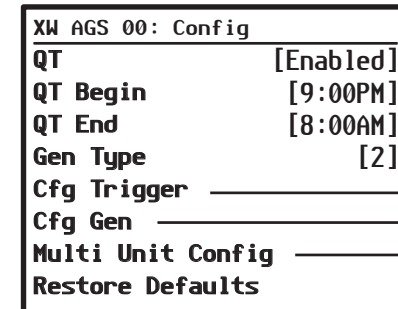 XW AGS 00: Config
QT [Enabled]
QT Begin [9:00PM]
QT End [8:00AM]
Gen Type [2]
Cfg Trigger
Cfg Gen
Multi Unit Config
Restore Defaults